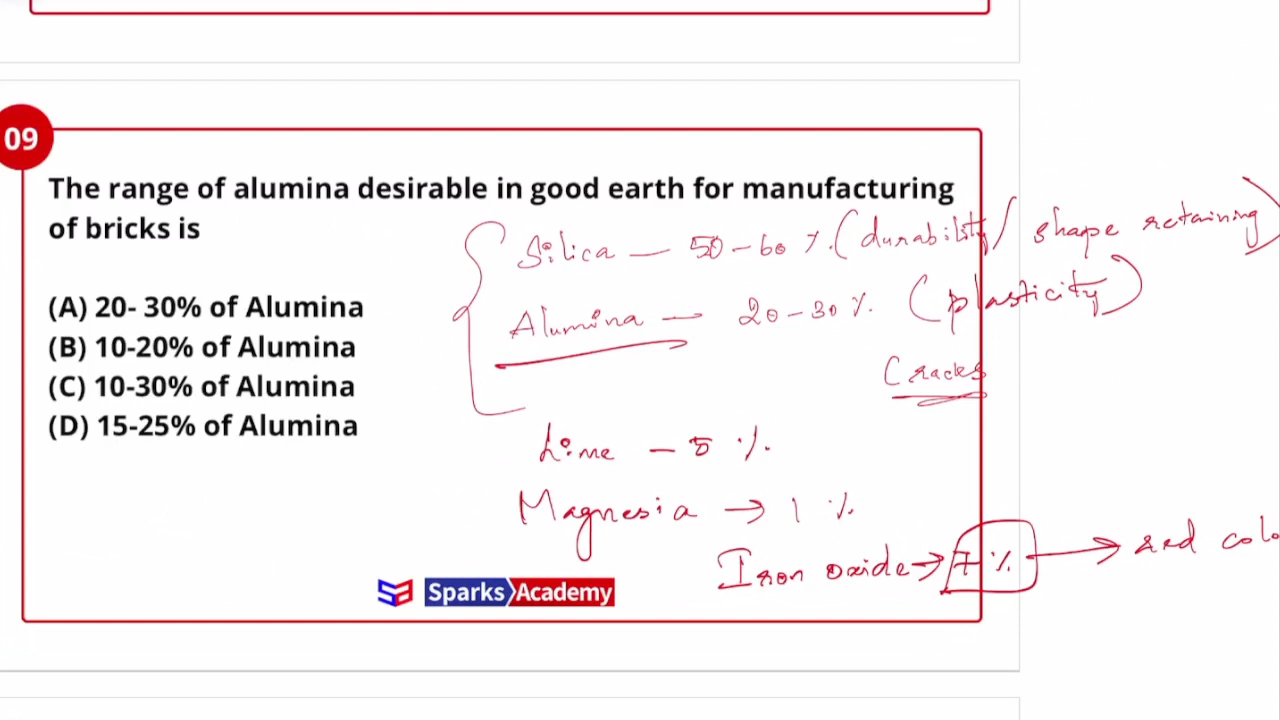 09
The range of alumina desirable in good earth for manufacturing
of bricks is
Silica — 50-60 %. (durability/ shape retaining)
(A) 20- 30% of Alumina
Alumina — 20-30 %. (plasticity)
(B) 10-20% of Alumina
Cracks
(C) 10-30% of Alumina
(D) 15-25% of Alumina
Lime — 5 %.
Magnesia → 1 %
Iron oxide → 7 % → red colo
Sparks Academy